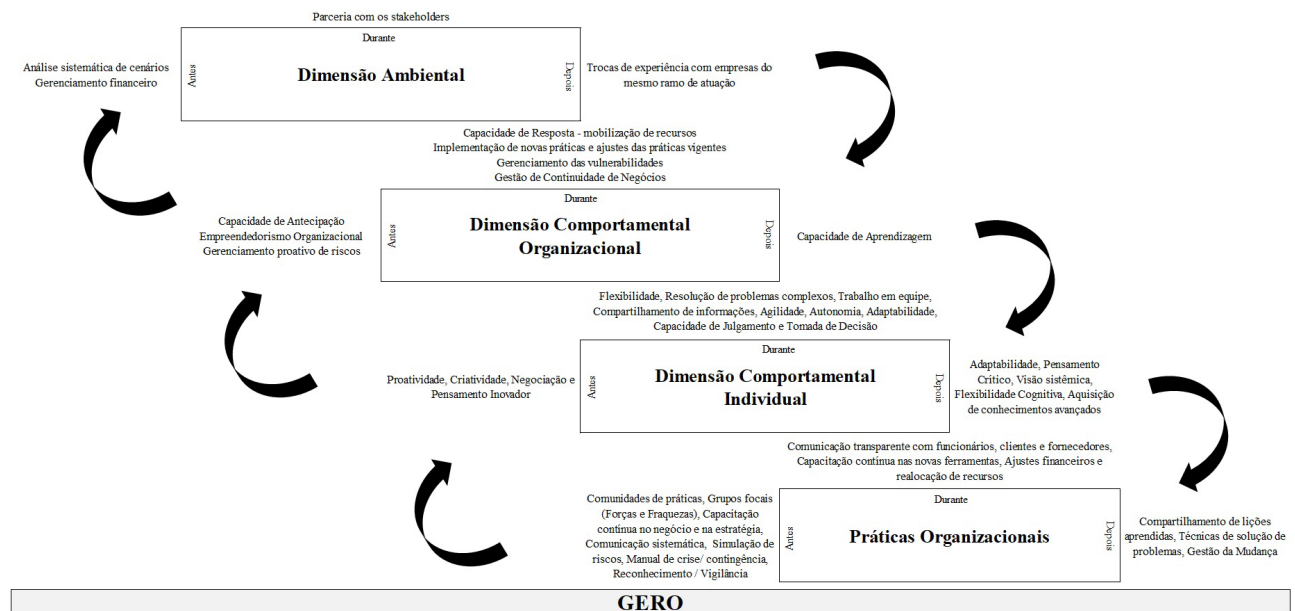 Parceria com os stakeholders
Durante
Análise sistemática de cenários
Gerenciamento financeiro
Antes
Dimensão Ambiental
Depois
Trocas de experiência com empresas do
mesmo ramo de atuação
Capacidade de Resposta - mobilização de recursos
Implementação de novas práticas e ajustes das práticas vigentes
Gerenciamento das vulnerabilidades
Gestão de Continuidade de Negócios
Durante
Capacidade de Antecipação
Empreendedorismo Organizacional
Gerenciamento proativo de riscos
Antes
Dimensão Comportamental
Organizacional
Depois
Capacidade de Aprendizagem
Flexibilidade, Resolução de problemas complexos, Trabalho em equipe,
Compartilhamento de informações, Agilidade, Autonomia, Adaptabilidade,
Capacidade de Julgamento e Tomada de Decisão
Durante
Proatividade, Criatividade, Negociação e
Pensamento Inovador
Antes
Dimensão Comportamental
Individual
Depois
Adaptabilidade, Pensamento
Critico, Visão sistêmica,
Flexibilidade Cognitiva, Aquisição
de conhecimentos avançados
Comunicação transparente com funcionários, clientes e fornecedores,
Capacitação continua nas novas ferramentas, Ajustes financeiros e
realocação de recursos
Durante
Comunidades de práticas, Grupos focais
(Forças e Fraquezas), Capacitação
continua no negócio e na estratégia,
Comunicação sistemática, Simulação de
riscos, Manual de crise/ contingência,
Reconhecimento / Vigilância
Antes
Práticas Organizacionais
Depois
Compartilhamento de lições
aprendidas, Técnicas de solução de
problemas, Gestão da Mudança
GERO